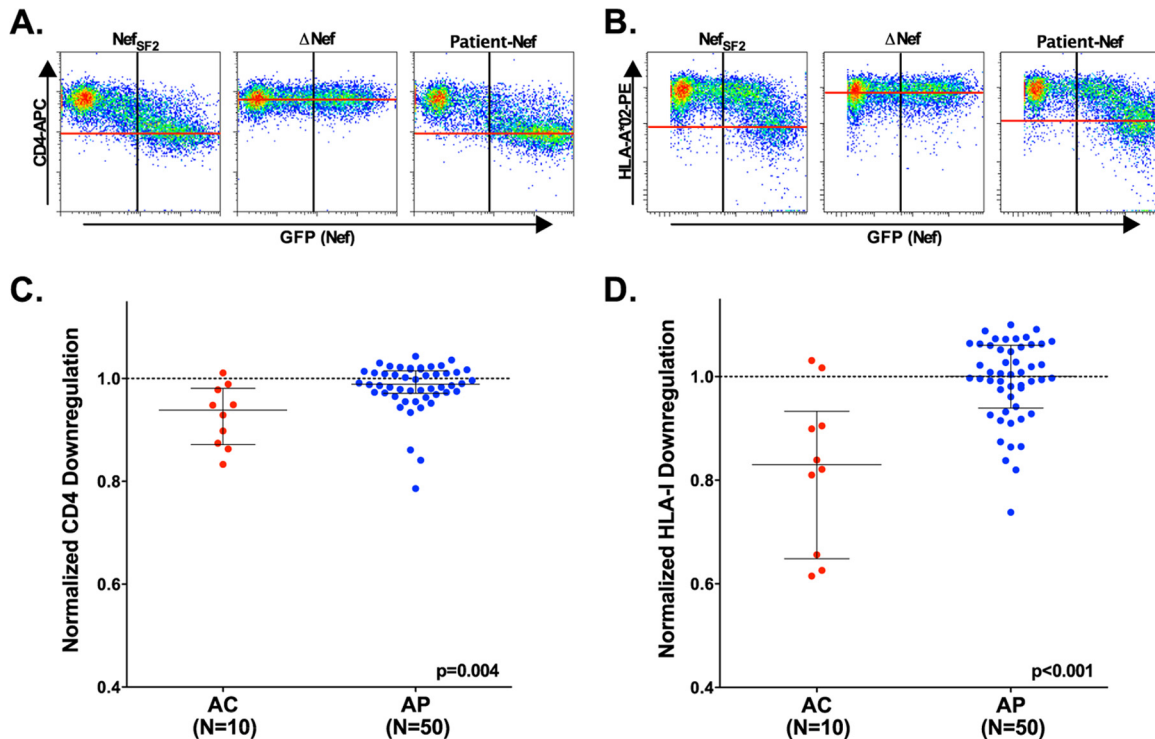 A.
Nef SF2
Δ Nef
Patient-Nef
CD4-APC
GFP (Nef)
B.
Nef SF2
Δ Nef
Patient-Nef
HLA-A*02-PE
GFP (Nef)
C.
Normalized CD4 Downregulation
1.0
0.8
0.6
0.4
p=0.004
AC
(N=10)
AP
(N=50)
D.
Normalized HLA-I Downregulation
1.0
0.8
0.6
0.4
p<0.001
AC
(N=10)
AP
(N=50)